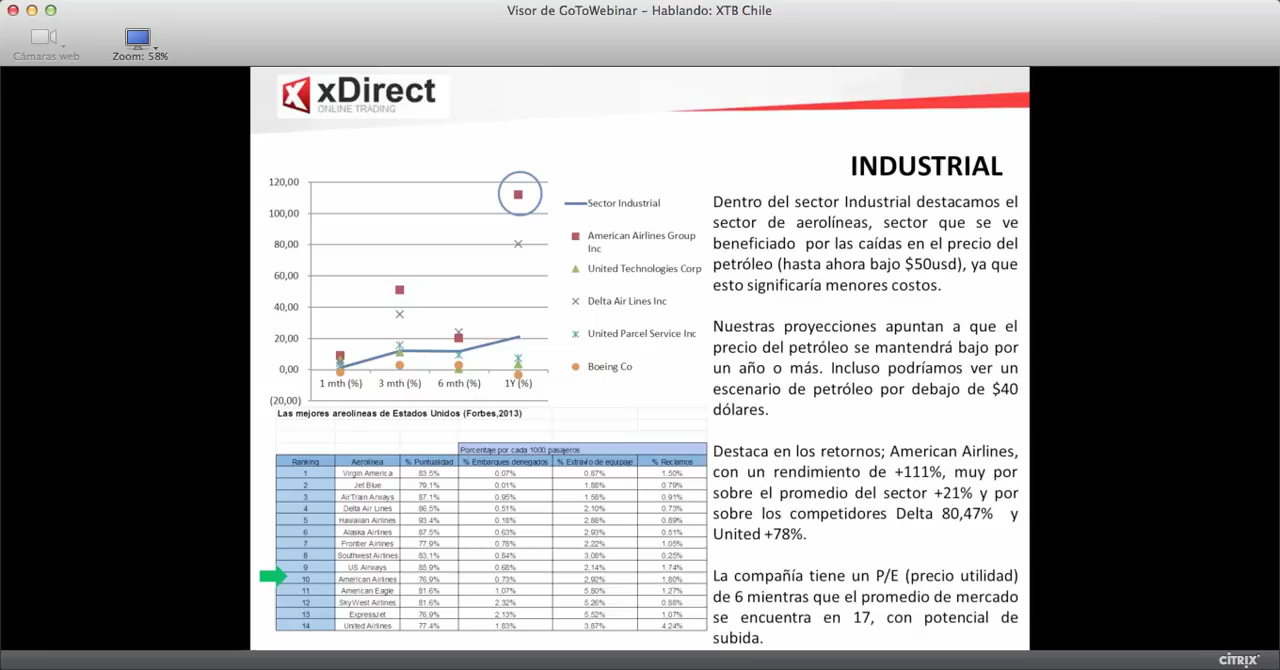 Visor de GoToWebinar – Hablando: XTB Chile
Cámaras web
Zoom: 58%
xDirect
ONLINE TRADING
INDUSTRIAL
120,00
100,00
80,00
60,00
40,00
20,00
0,00
(20,00)
1 mth (%) 3 mth (%) 6 mth (%) 1Y (%)
Sector Industrial
American Airlines Group
Inc
United Technologies Corp
Delta Air Lines Inc
United Parcel Service Inc
Boeing Co
Las mejores areolineas de Estados Unidos (Forbes,2013)
Porcentaje por cada 1000 pasajeros
Ranking Aerolinea % Puntualidad % Embarques denegados % Extravio de equipaje % Reclamos
1 Virgin America 83.5% 0.07% 0.87% 1.50%
2 Jet Blue 79.1% 0.01% 1.88% 0.79%
3 AirTrain Airways 87.1% 0.95% 1.58% 0.91%
4 Delta Air Lines 86.5% 0.51% 2.10% 0.73%
5 Hawaiian Airlines 93.4% 0.18% 2.88% 0.89%
6 Alaska Airlines 87.5% 0.63% 2.93% 0.51%
7 Frontier Airlines 77.9% 0.78% 2.22% 1.05%
8 Southwest Airlines 83.1% 0.84% 3.08% 0.25%
9 US Airways 85.9% 0.68% 2.14% 1.74%
10 American Airlines 76.9% 0.73% 2.92% 1.80%
11 American Eagle 81.6% 1.07% 5.80% 1.27%
12 SkyWest Airlines 81.6% 2.32% 5.26% 0.88%
13 ExpressJet 76.9% 2.13% 5.52% 1.07%
14 United Airlines 77.4% 1.83% 3.87% 4.24%
Dentro del sector Industrial destacamos el
sector de aerolíneas, sector que se ve
beneficiado por las caídas en el precio del
petróleo (hasta ahora bajo $50usd), ya que
esto significaría menores costos.
Nuestras proyecciones apuntan a que el
precio del petróleo se mantendrá bajo por
un año o más. Incluso podríamos ver un
escenario de petróleo por debajo de $40
dólares.
Destaca en los retornos; American Airlines,
con un rendimiento de +111%, muy por
sobre el promedio del sector +21% y por
sobre los competidores Delta 80,47% y
United +78%.
La compañía tiene un P/E (precio utilidad)
de 6 mientras que el promedio de mercado
se encuentra en 17, con potencial de
subida.
CITRIX